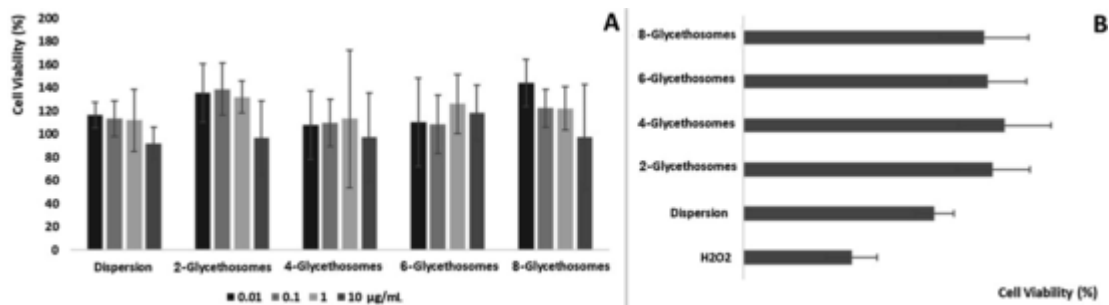 A
Cell Viability (%)
200
180
160
140
120
100
80
60
40
20
0
Dispersion 2-Glycethosomes 4-Glycethosomes 6-Glycethosomes 8-Glycethosomes
0.01 0.1 1 10 µg/mL
B
8-Glycethosomes
6-Glycethosomes
4-Glycethosomes
2-Glycethosomes
Dispersion
H2O2
Cell Viability (%)